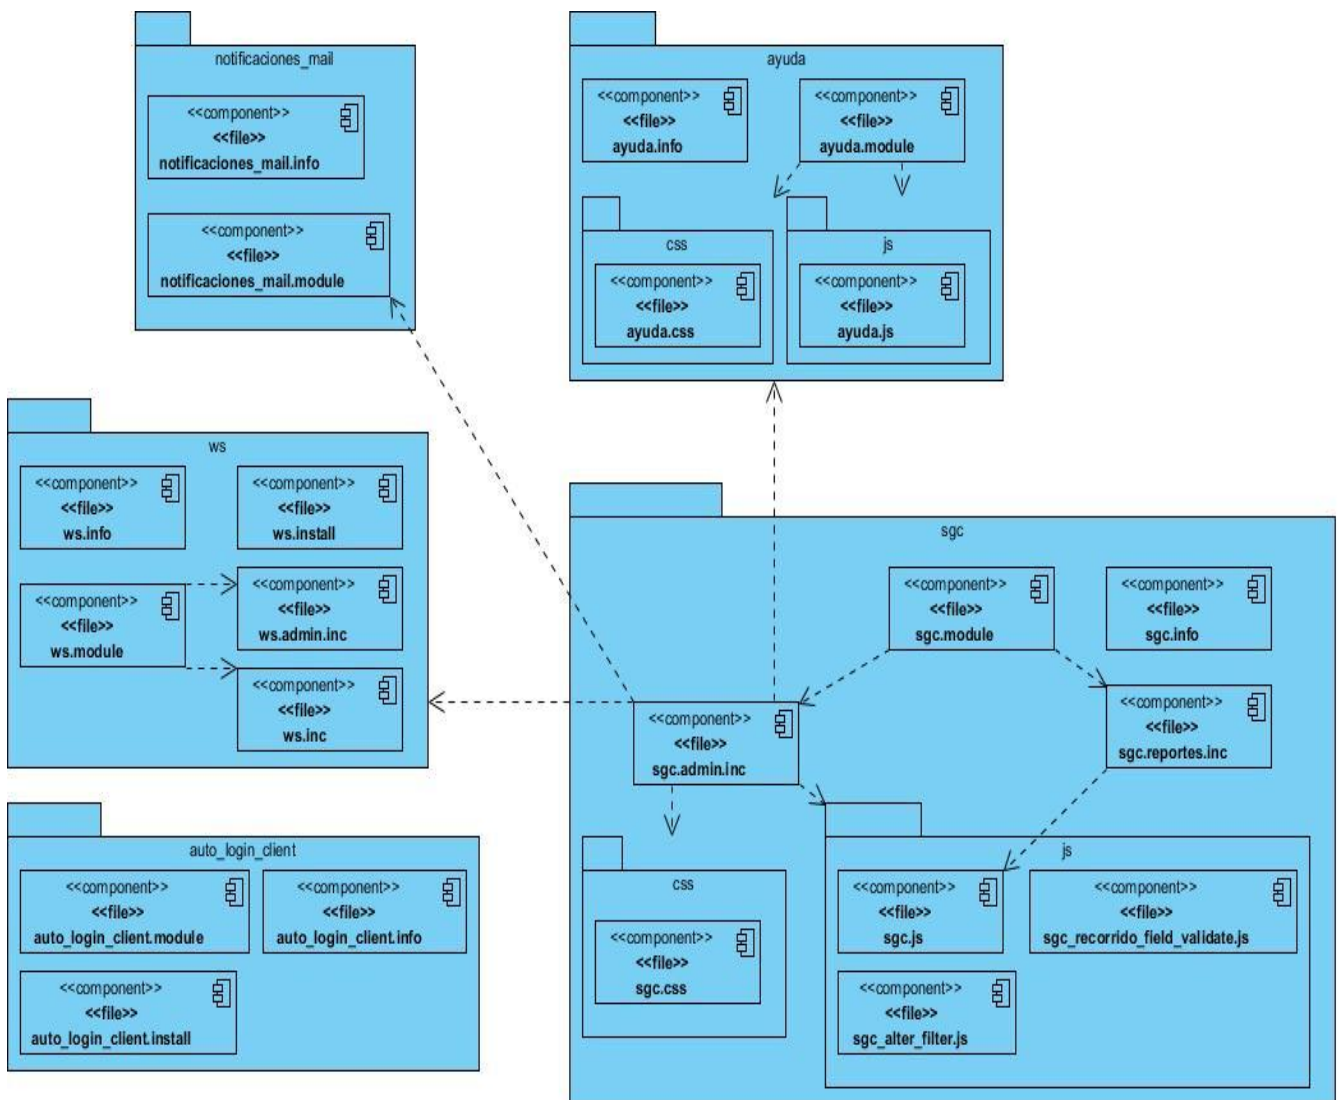 notificaciones_mail
<<component>>
<<file>>
notificaciones_mail.info
<<component>>
<<file>>
notificaciones_mail.module
ayuda
<<component>>
<<file>>
ayuda.info
<<component>>
<<file>>
ayuda.module
css
<<component>>
<<file>>
ayuda.css
js
<<component>>
<<file>>
ayuda.js
ws
<<component>>
<<file>>
ws.info
<<component>>
<<file>>
ws.install
<<component>>
<<file>>
ws.module
<<component>>
<<file>>
ws.admin.inc
<<component>>
<<file>>
ws.inc
sgc
<<component>>
<<file>>
sgc.module
<<component>>
<<file>>
sgc.info
<<component>>
<<file>>
sgc.admin.inc
<<component>>
<<file>>
sgc.reportes.inc
css
<<component>>
<<file>>
sgc.css
js
<<component>>
<<file>>
sgc.js
<<component>>
<<file>>
sgc_recorrido_field_validate.js
<<component>>
<<file>>
sgc_alter_filter.js
auto_login_client
<<component>>
<<file>>
auto_login_client.module
<<component>>
<<file>>
auto_login_client.info
<<component>>
<<file>>
auto_login_client.install